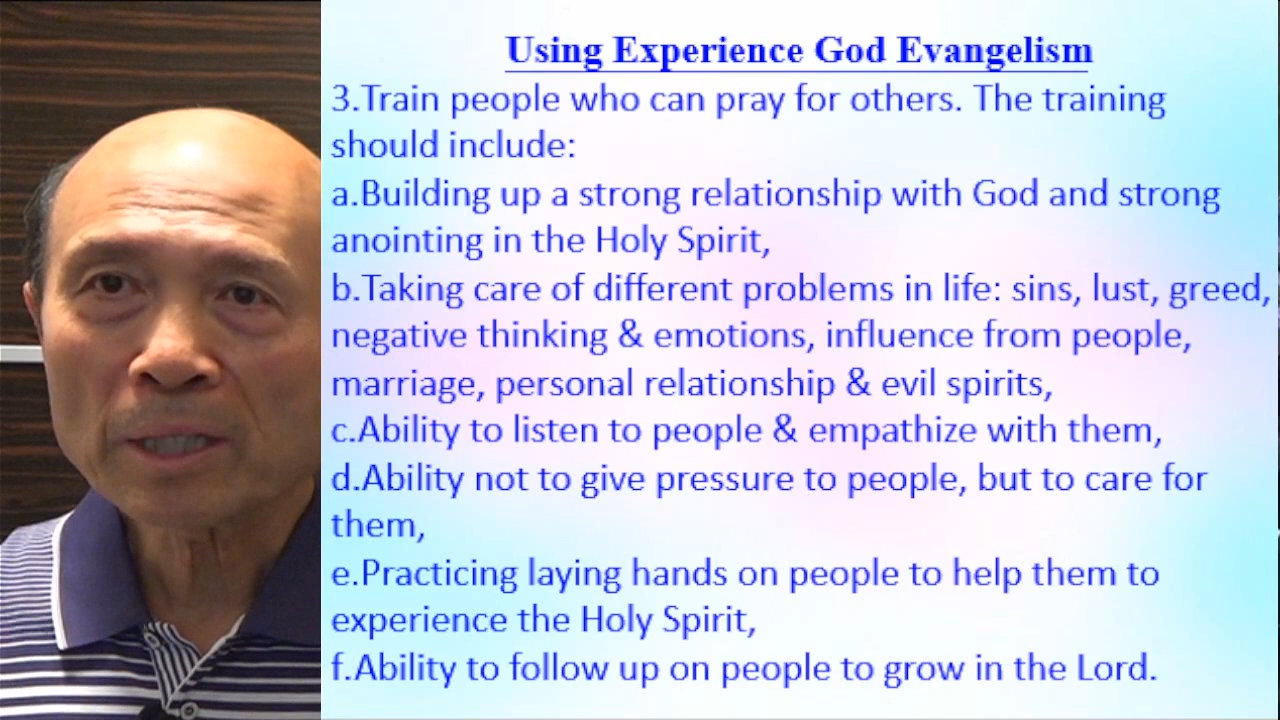 Using Experience God Evangelism
3.Train people who can pray for others. The training
should include:
a.Building up a strong relationship with God and strong
anointing in the Holy Spirit,
b.Taking care of different problems in life: sins, lust, greed,
negative thinking & emotions, influence from people,
marriage, personal relationship & evil spirits,
c.Ability to listen to people & empathize with them,
d.Ability not to give pressure to people, but to care for
them,
e.Practicing laying hands on people to help them to
experience the Holy Spirit,
f.Ability to follow up on people to grow in the Lord.